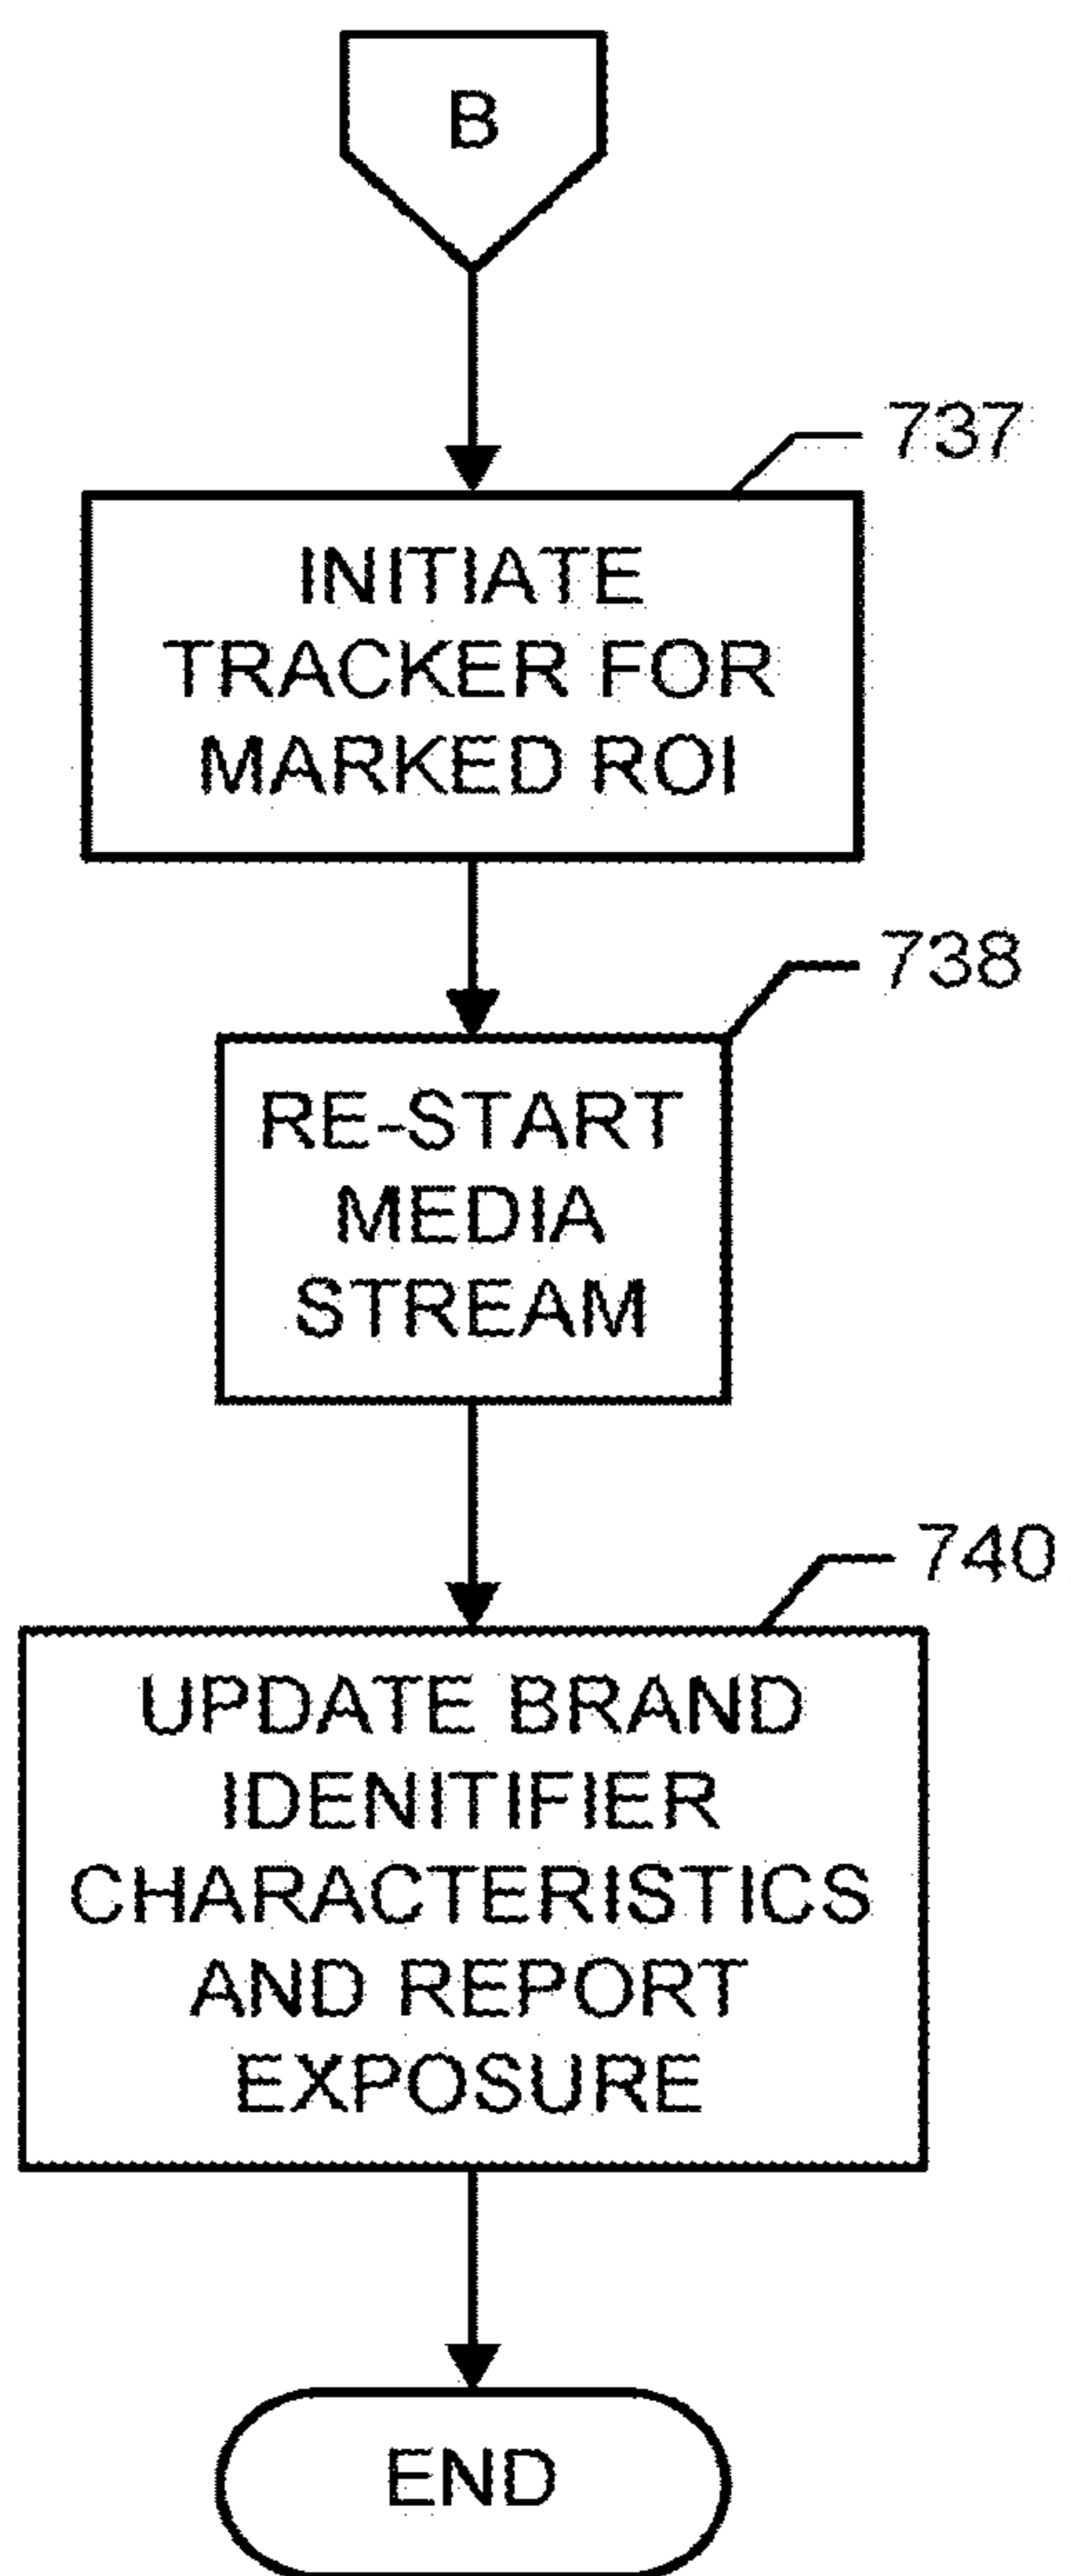 B
737
INITIATE
TRACKER FOR
MARKED ROI
738
RE-START
MEDIA
STREAM
740
UPDATE BRAND
IDENITIFIER
CHARACTERISTICS
AND REPORT
EXPOSURE
END